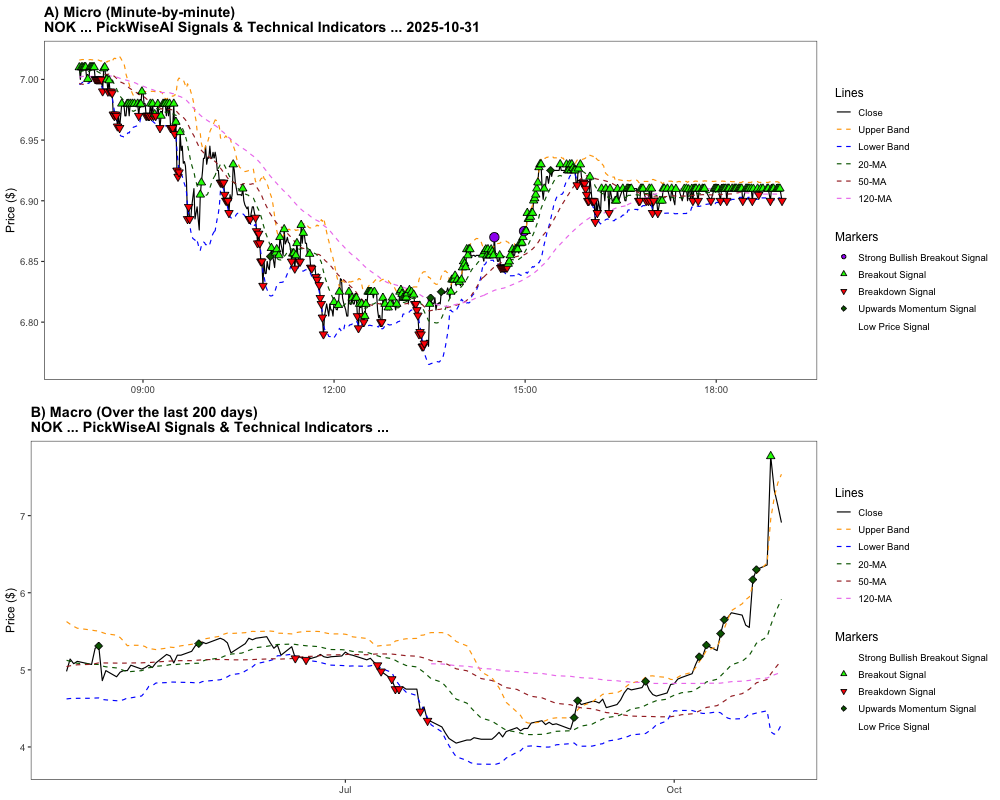 A) Micro (Minute-by-minute)
NOK ... PickWiseAI Signals & Technical Indicators ... 2025-10-31
Price ($)
7.00
6.95
6.90
6.85
6.80
09:00
12:00
15:00
18:00
Lines
Close
Upper Band
Lower Band
20-MA
50-MA
120-MA
Markers
Strong Bullish Breakout Signal
Breakout Signal
Breakdown Signal
Upwards Momentum Signal
Low Price Signal
B) Macro (Over the last 200 days)
NOK ... PickWiseAI Signals & Technical Indicators ...
Price ($)
7
6
5
4
Jul
Oct
Lines
Close
Upper Band
Lower Band
20-MA
50-MA
120-MA
Markers
Strong Bullish Breakout Signal
Breakout Signal
Breakdown Signal
Upwards Momentum Signal
Low Price Signal